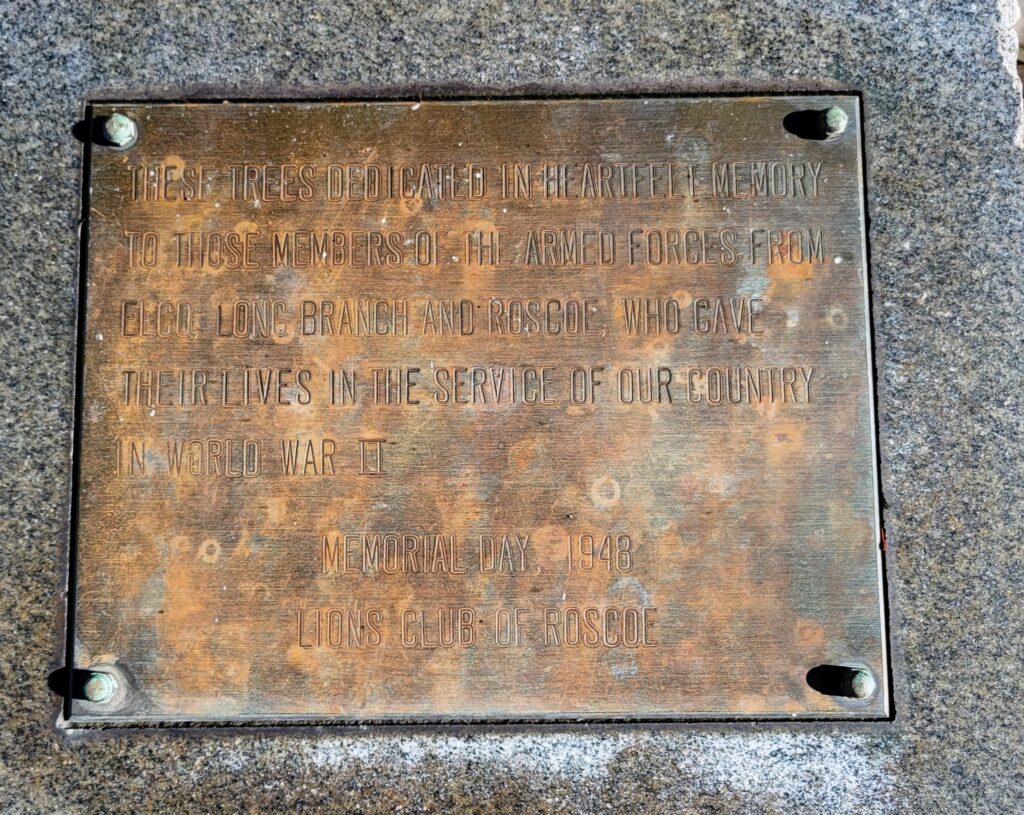 THESE TREES DEDICATED IN HEARTFELT MEMORY
TO THOSE MEMBERS OF THE ARMED FORCES FROM
ELCO, LONG BRANCH AND ROSCOE, WHO GAVE
THEIR LIVES IN THE SERVICE OF OUR COUNTRY
IN WORLD WAR II
MEMORIAL DAY, 1948
LIONS CLUB OF ROSCOE